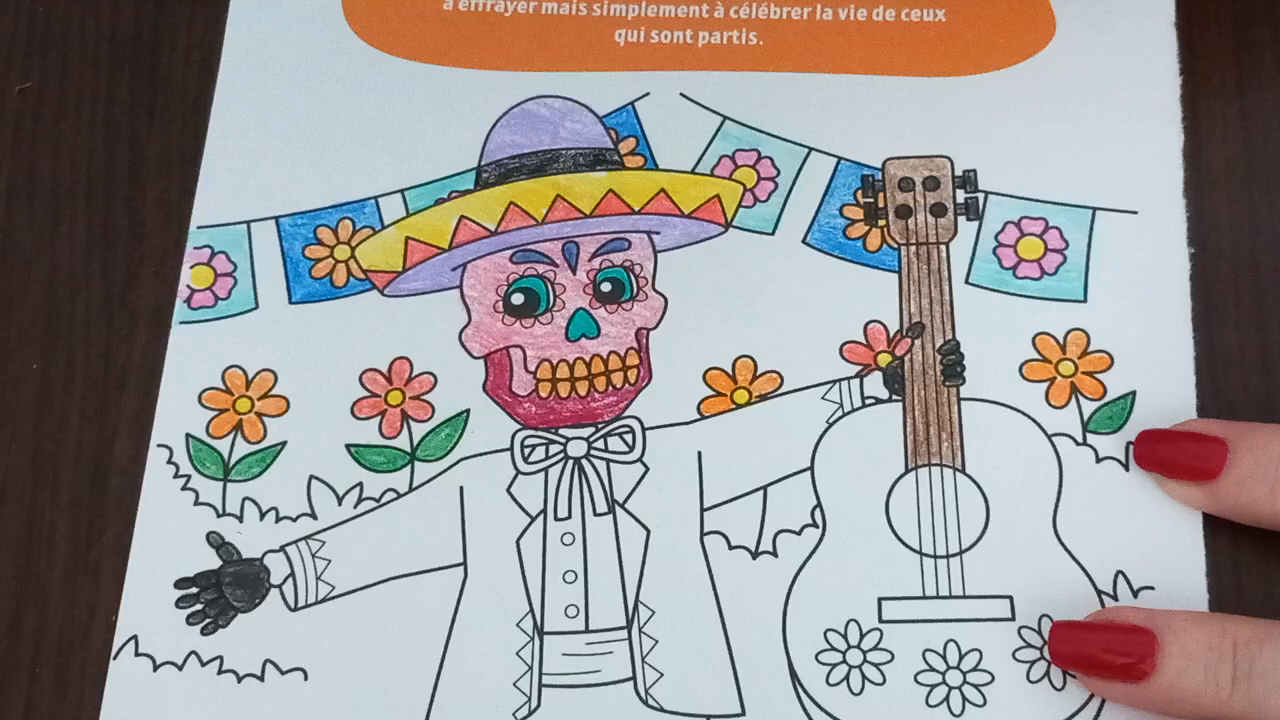 à effrayer mais simplement à célébrer la vie de ceux
qui sont partis.